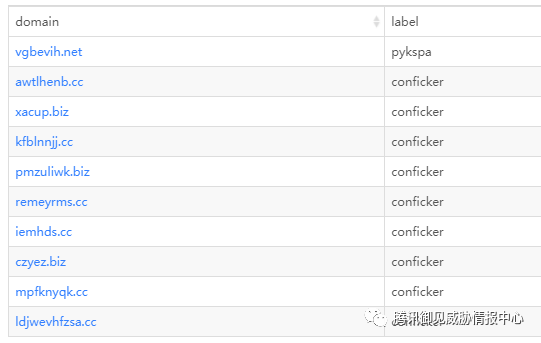 domain label
vgbevih.net pykspa
awtlhenb.cc conficker
xacup.biz conficker
kfblnnjj.cc conficker
pmzuliwk.biz conficker
remeyrms.cc conficker
iemhds.cc conficker
czyez.biz conficker
mpfknyqk.cc conficker
ldjwevhfzsa.cc conficker
腾讯御见威胁情报中心